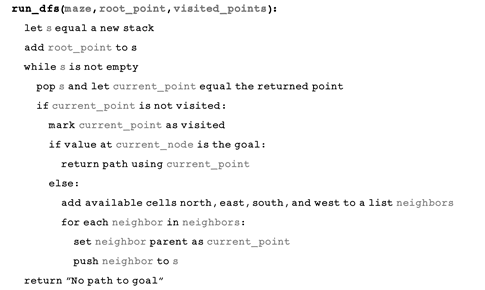 run_dfs(maze,root_point,visited_points):
let s equal a new stack
add root_point to s
while s is not empty
pop s and let current_point equal the returned point
if current_point is not visited:
mark current_point as visited
if value at current_node is the goal:
return path using current_point
else:
add available cells north,east,south,and west to a list neighbors
for each neighbor in neighbors:
set neighbor parent as current_point
push neighbor to s
return “No path to goal“